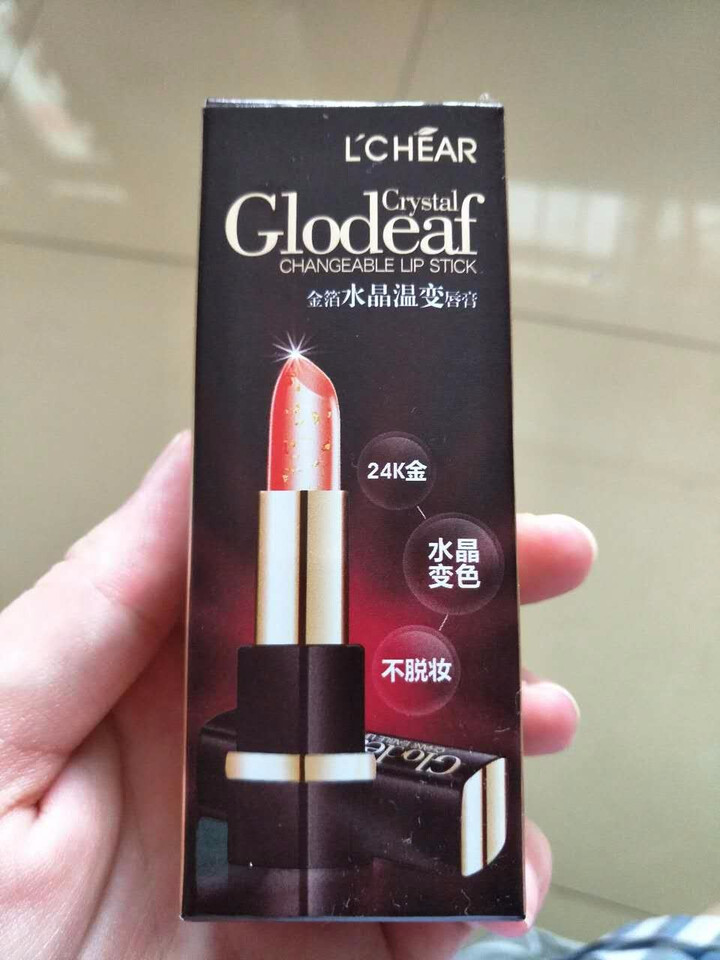 L'CHEAR
Crystal
Glodeaf
CHANGEABLE LIP STICK
金箔水晶温变唇膏
24K金
水晶
变色
不脱妆